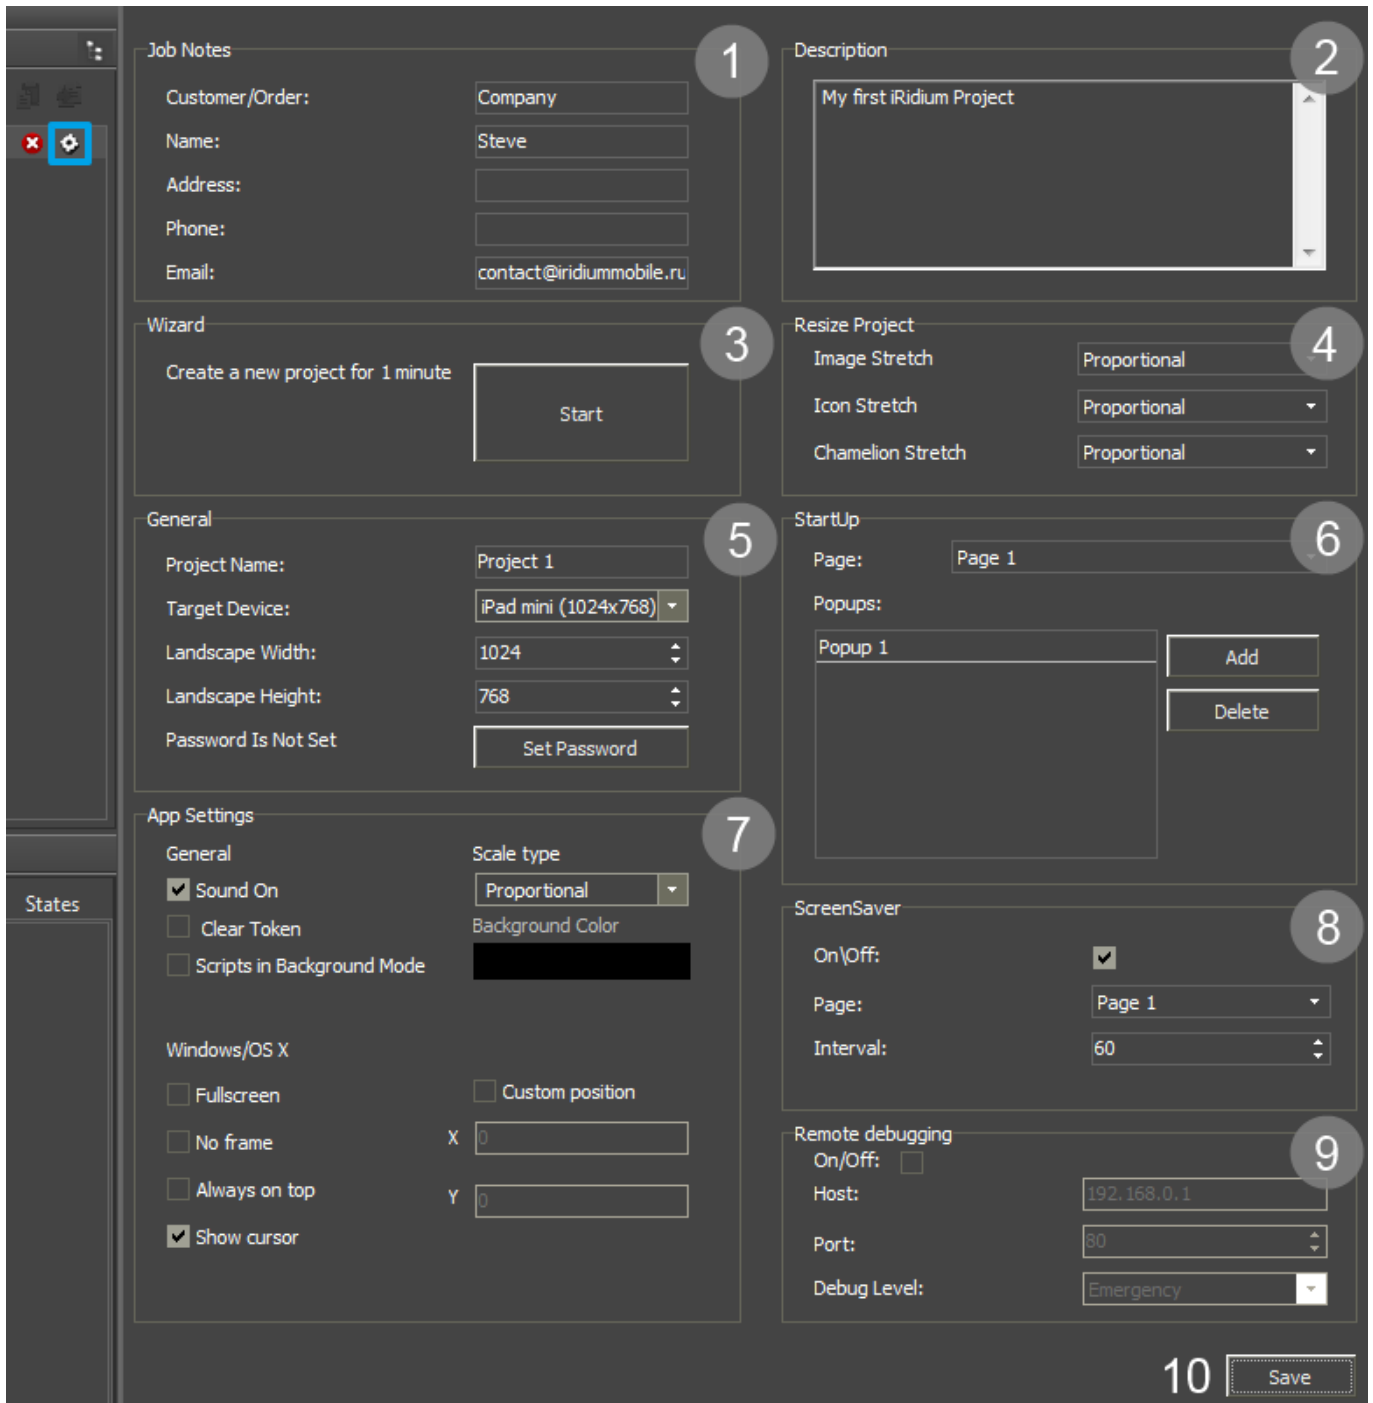 Job Notes
1
Customer/Order:
Company
Name:
Steve
Address:
Phone:
Email:
contact@iridiummobile.ru
Description
2
My first iRidium Project
Wizard
3
Create a new project for 1 minute
Start
Resize Project
4
Image Stretch
Proportional
Icon Stretch
Proportional
Chamelion Stretch
Proportional
General
5
Project Name:
Project 1
Target Device:
iPad mini (1024x768)
Landscape Width:
1024
Landscape Height:
768
Password Is Not Set
Set Password
StartUp
6
Page:
Page 1
Popups:
Popup 1
Add
Delete
App Settings
7
General
Scale type
Sound On
Proportional
Clear Token
Background Color
Scripts in Background Mode
Windows/OS X
Fullscreen
Custom position
No frame
X
0
Always on top
Y
0
Show cursor
States
ScreenSaver
8
On\Off:
Page:
Page 1
Interval:
60
Remote debugging
9
On/Off:
Host:
192.168.0.1
Port:
80
Debug Level:
Emergency
10
Save